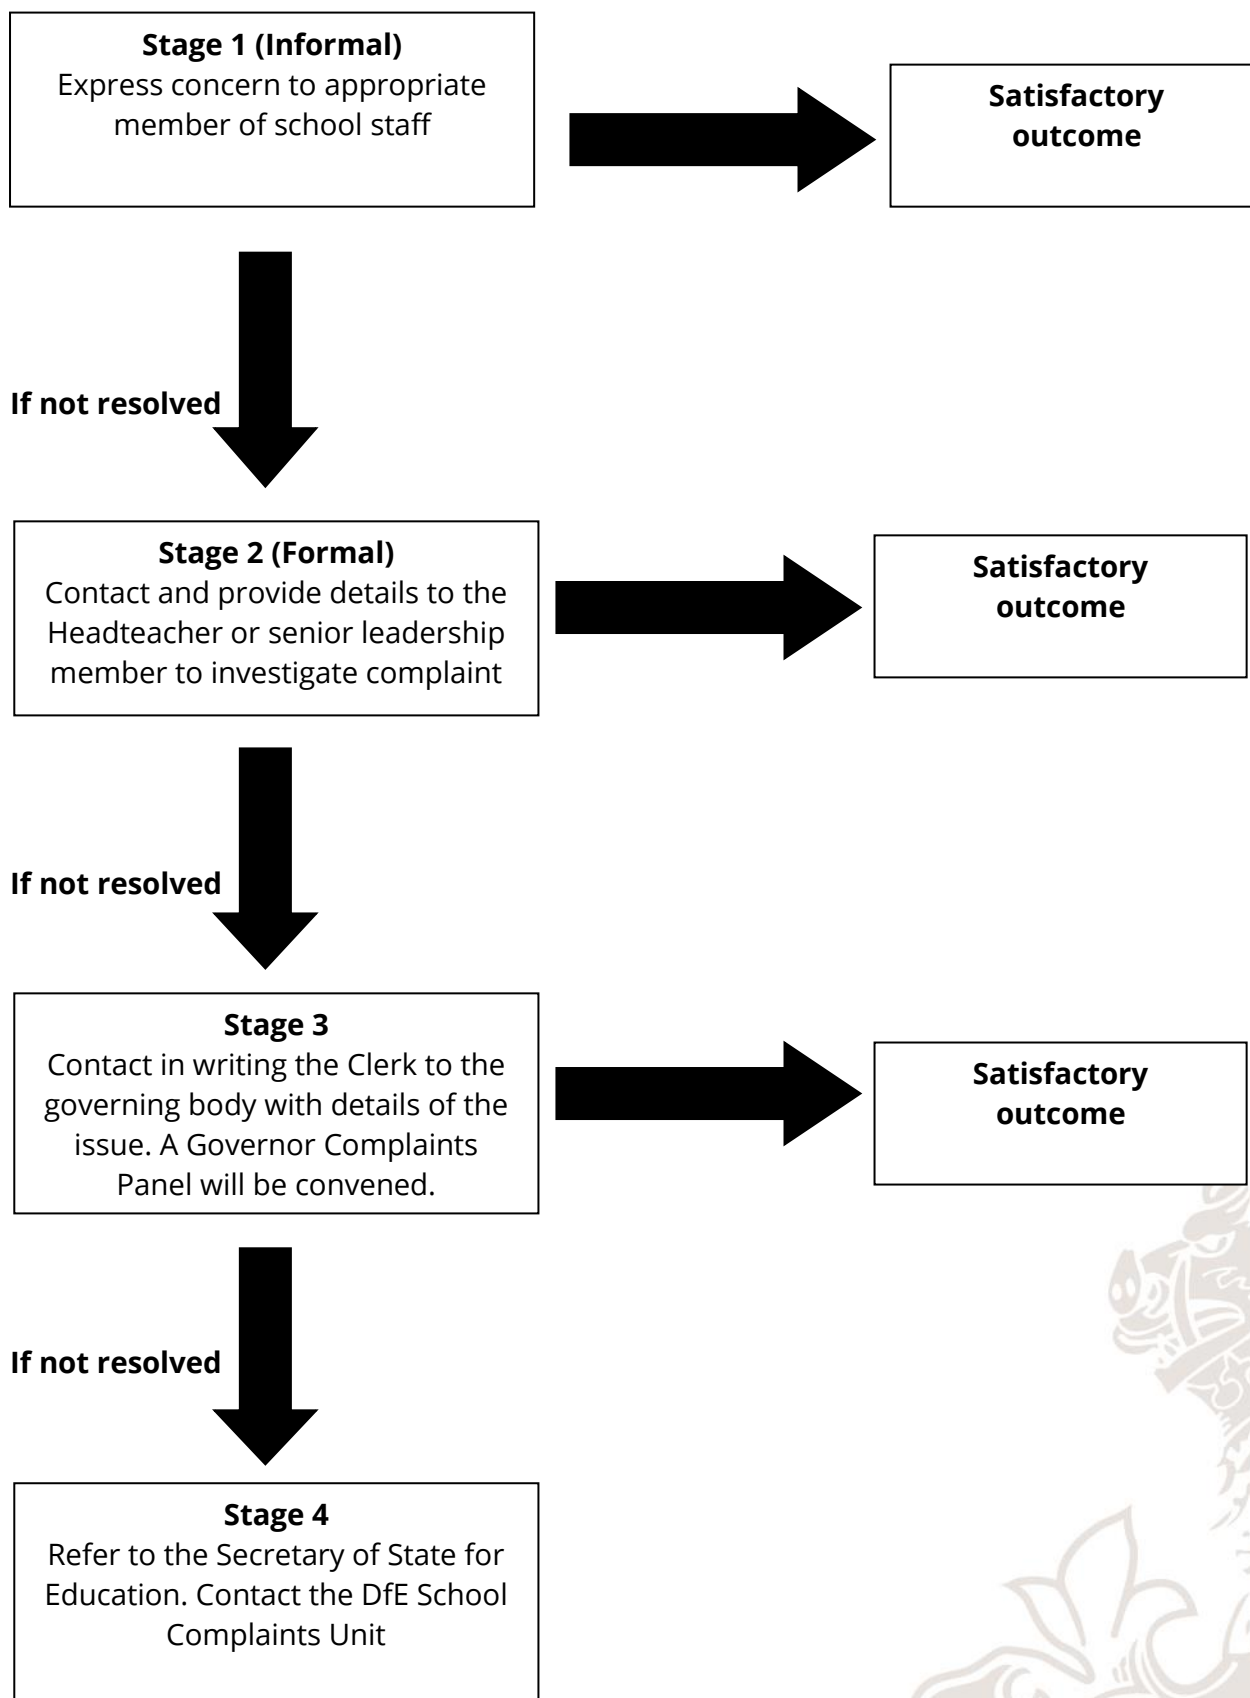 Stage 1 (Informal)
Express concern to appropriate
member of school staff
Satisfactory
outcome
If not resolved
Stage 2 (Formal)
Contact and provide details to the
Headteacher or senior leadership
member to investigate complaint
Satisfactory
outcome
If not resolved
Stage 3
Contact in writing the Clerk to the
governing body with details of the
issue. A Governor Complaints
Panel will be convened.
Satisfactory
outcome
If not resolved
Stage 4
Refer to the Secretary of State for
Education. Contact the DfE School
Complaints Unit